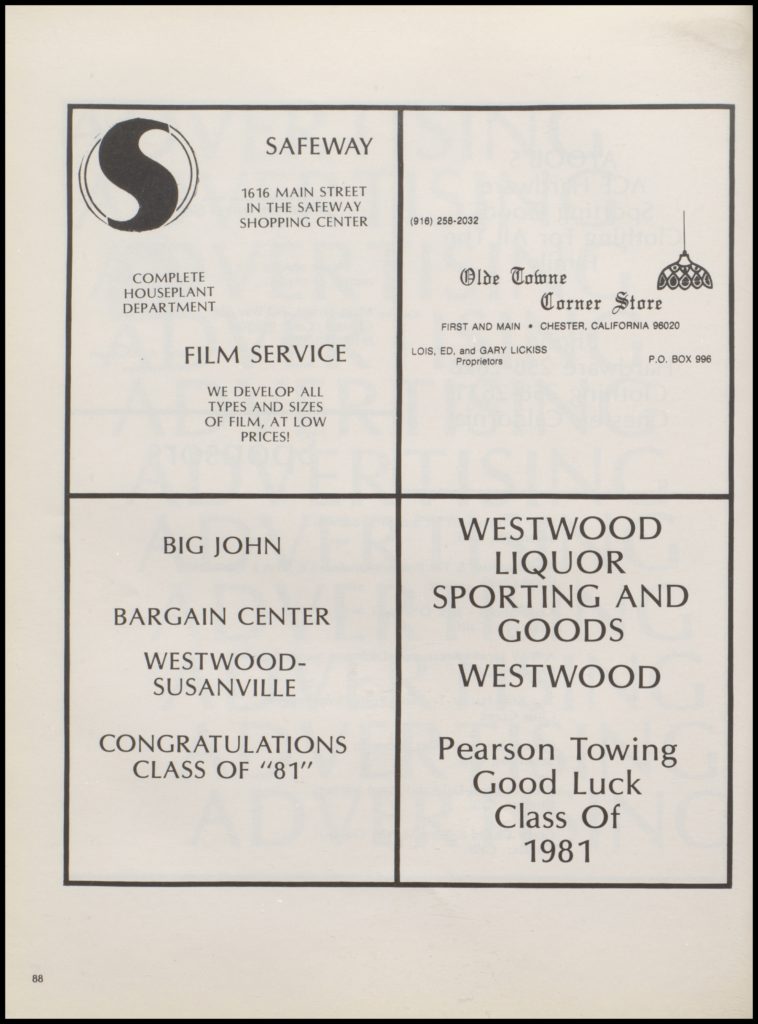 SAFEWAY
1616 MAIN STREET
IN THE SAFEWAY
SHOPPING CENTER
COMPLETE
HOUSEPLANT
DEPARTMENT
FILM SERVICE
WE DEVELOP ALL
TYPES AND SIZES
OF FILM, AT LOW
PRICES!
(916) 258-2032
Olde Towne
Corner Store
FIRST AND MAIN • CHESTER, CALIFORNIA 96020
LOIS, ED, and GARY LICKISS
Proprietors
P.O. BOX 996
BIG JOHN
BARGAIN CENTER
WESTWOOD-
SUSANVILLE
CONGRATULATIONS
CLASS OF "81"
WESTWOOD
LIQUOR
SPORTING AND
GOODS
WESTWOOD
Pearson Towing
Good Luck
Class Of
1981
88